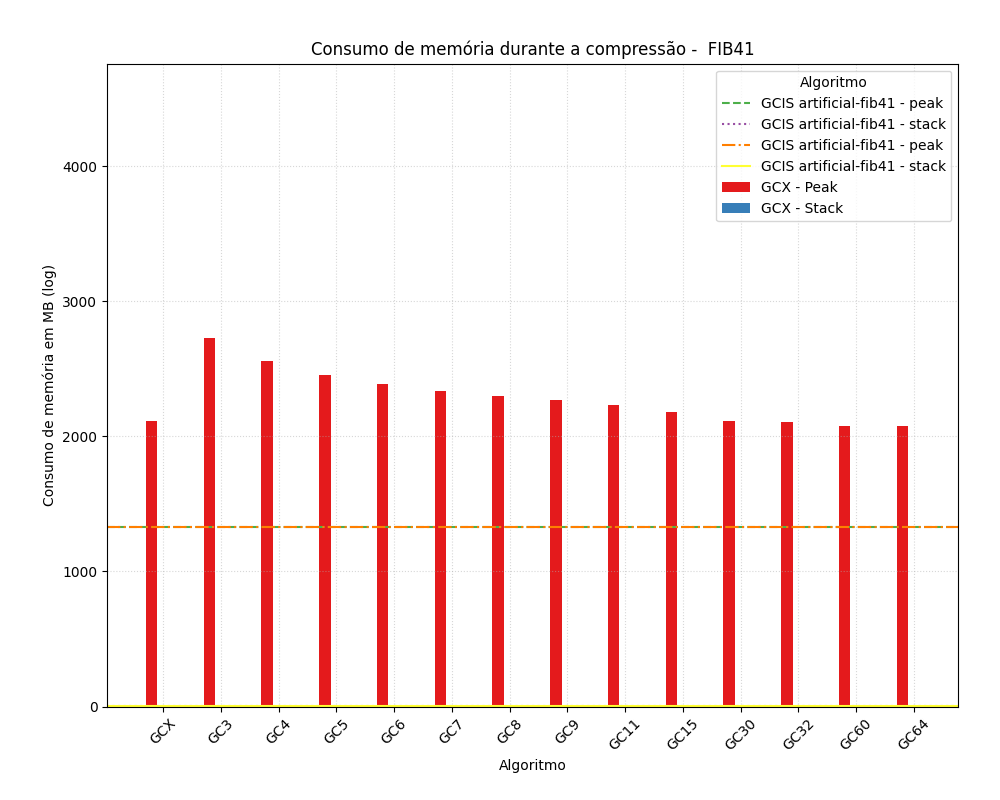 Consumo de memória durante a compressão -  FIB41
Algoritmo
GCIS artificial-fib41 - peak
GCIS artificial-fib41 - stack
GCIS artificial-fib41 - peak
GCIS artificial-fib41 - stack
GCX - Peak
GCX - Stack
Consumo de memória em MB (log)
4000
3000
2000
1000
0
GCX
GC3
GC4
GC5
GC6
GC7
GC8
GC9
GC11
GC15
GC30
GC32
GC60
GC64
Algoritmo